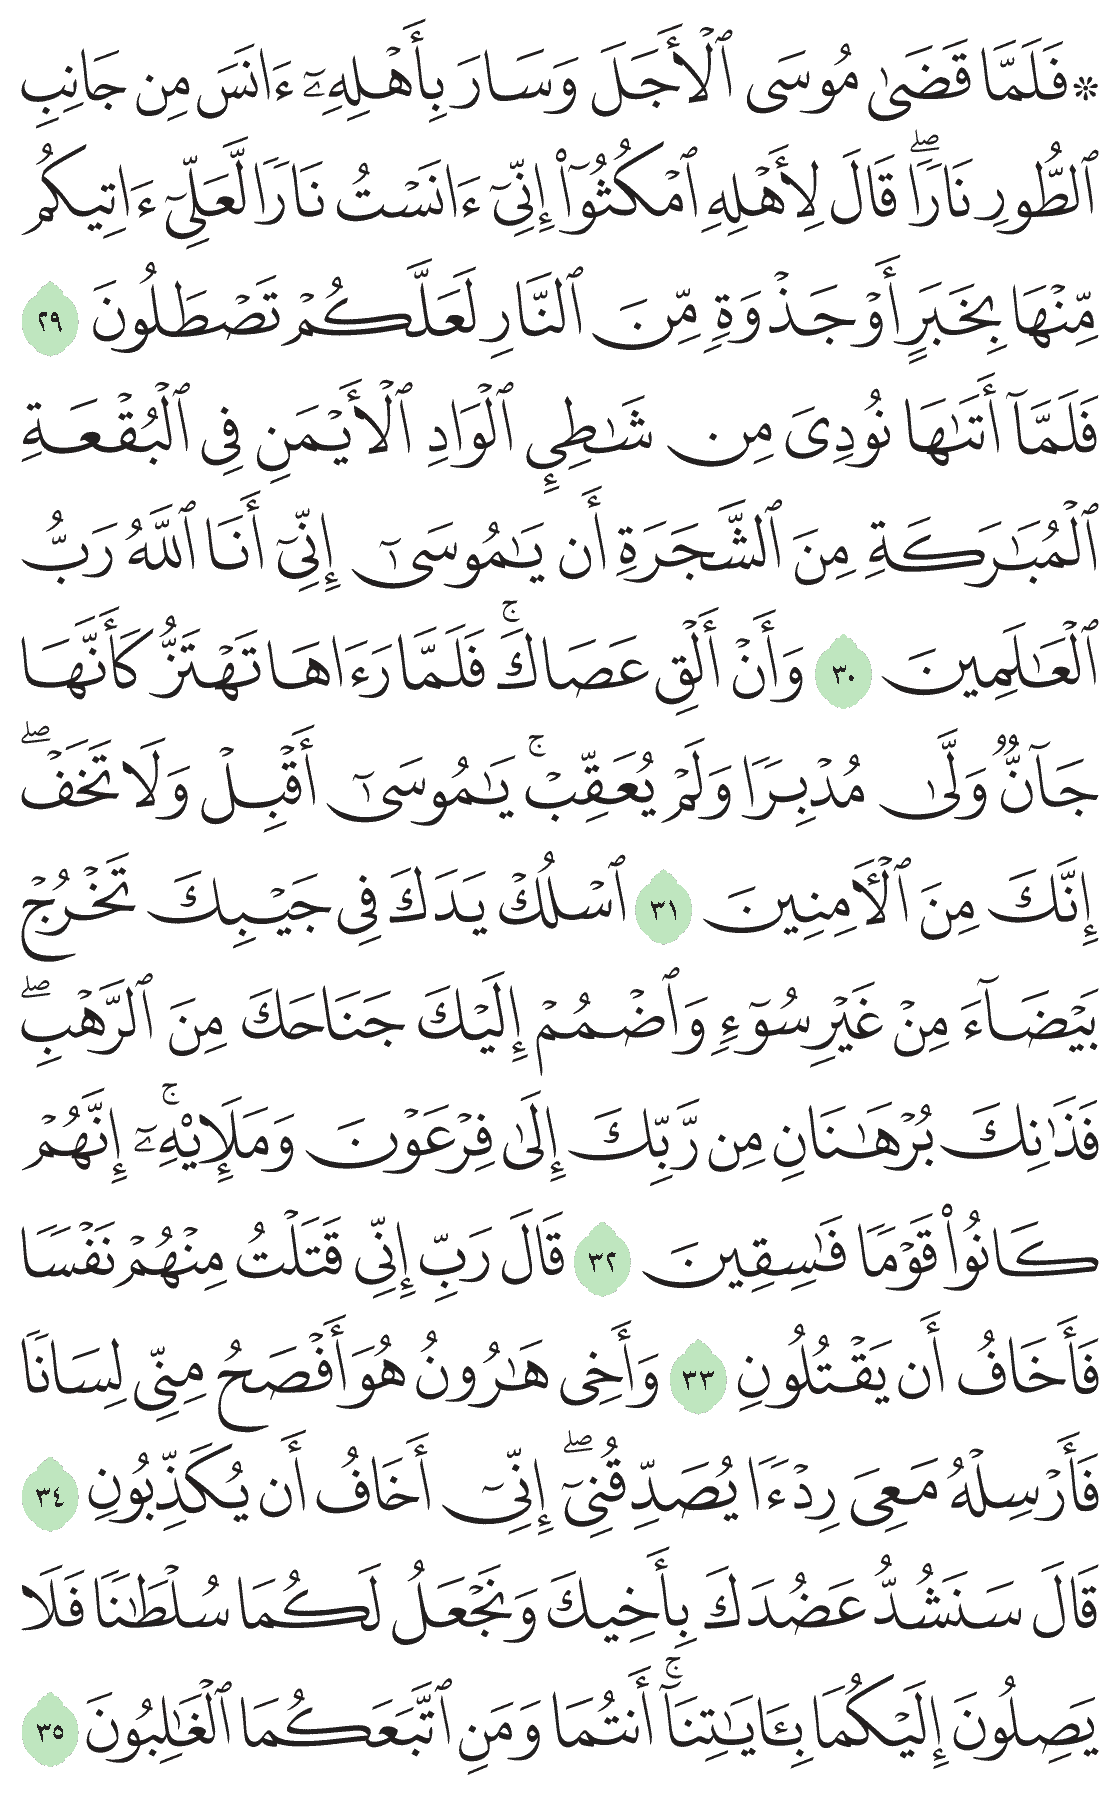 ۞ فَلَمَّا قَضَىٰ مُوسَى ٱلۡأَجَلَ وَسَارَ بِأَهۡلِهِۦٓ ءَانَسَ مِن جَانِبِ
ٱلطُّورِ نَارٗاۖ قَالَ لِأَهۡلِهِ ٱمۡكُثُوٓاْ إِنِّيٓ ءَانَسۡتُ نَارٗا لَّعَلِّيٓ ءَاتِيكُم
مِّنۡهَا بِخَبَرٍ أَوۡ جَذۡوَةٖ مِّنَ ٱلنَّارِ لَعَلَّكُمۡ تَصۡطَلُونَ ٢٩
فَلَمَّآ أَتَىٰهَا نُودِيَ مِن شَٰطِيِٕ ٱلۡوَادِ ٱلۡأَيۡمَنِ فِي ٱلۡبُقۡعَةِ
ٱلۡمُبَٰرَكَةِ مِنَ ٱلشَّجَرَةِ أَن يَٰمُوسَىٰٓ إِنِّيٓ أَنَا ٱللَّهُ رَبُّ
ٱلۡعَٰلَمِينَ ٣٠ وَأَنۡ أَلۡقِ عَصَاكَۚ فَلَمَّا رَءَاهَا تَهۡتَزُّ كَأَنَّهَا
جَآنّٞ وَلَّىٰ مُدۡبِرٗا وَلَمۡ يُعَقِّبۡۚ يَٰمُوسَىٰٓ أَقۡبِلۡ وَلَا تَخَفۡۖ
إِنَّكَ مِنَ ٱلۡأٓمِنِينَ ٣١ ٱسۡلُكۡ يَدَكَ فِي جَيۡبِكَ تَخۡرُجۡ
بَيۡضَآءَ مِنۡ غَيۡرِ سُوٓءٖ وَٱضۡمُمۡ إِلَيۡكَ جَنَاحَكَ مِنَ ٱلرَّهۡبِۖ
فَذَٰنِكَ بُرۡهَٰنَانِ مِن رَّبِّكَ إِلَىٰ فِرۡعَوۡنَ وَمَلَإِيْهِۦٓۚ إِنَّهُمۡ
كَانُواْ قَوۡمٗا فَٰسِقِينَ ٣٢ قَالَ رَبِّ إِنِّي قَتَلۡتُ مِنۡهُمۡ نَفۡسٗا
فَأَخَافُ أَن يَقۡتُلُونِ ٣٣ وَأَخِي هَٰرُونُ هُوَ أَفۡصَحُ مِنِّي لِسَانٗا
فَأَرۡسِلۡهُ مَعِيَ رِدۡءٗا يُصَدِّقُنِيٓۖ إِنِّيٓ أَخَافُ أَن يُكَذِّبُونِ ٣٤
قَالَ سَنَشُدُّ عَضُدَكَ بِأَخِيكَ وَنَجۡعَلُ لَكُمَا سُلۡطَٰنٗا فَلَا
يَصِلُونَ إِلَيۡكُمَا بِـَٔايَٰتِنَآۚ أَنتُمَا وَمَنِ ٱتَّبَعَكُمَا ٱلۡغَٰلِبُونَ ٣٥